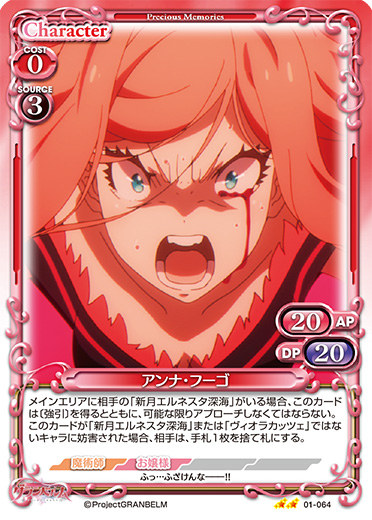 Precious Memories
Character
COST
0
SOURCE
3
20 AP
DP 20
アンナ・フーゴ
メインエリアに相手の「新月エルネスタ深海」がいる場合、このカード
は《強引》を得るとともに、可能な限りアプローチしなくてはならない。
このカードが「新月エルネスタ深海」または「ヴィオラカッツェ」では
ないキャラに妨害された場合、相手は、手札1枚を捨て札にする。
魔術師 お嬢様
ふっ…ふざけんな――!!
グランベルム
©ProjectGRANBELM
01-064